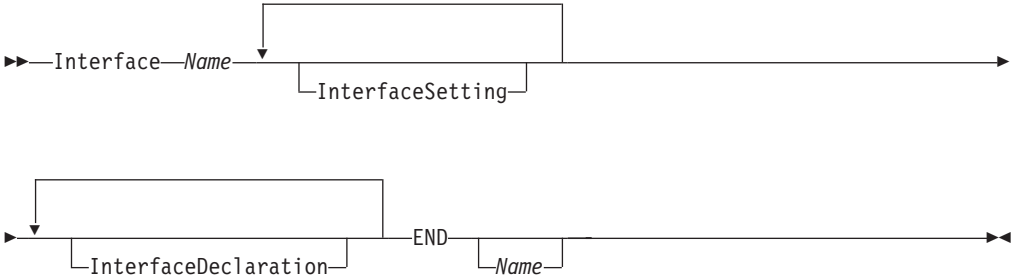 Interface Name
InterfaceSetting
END
InterfaceDeclaration Name